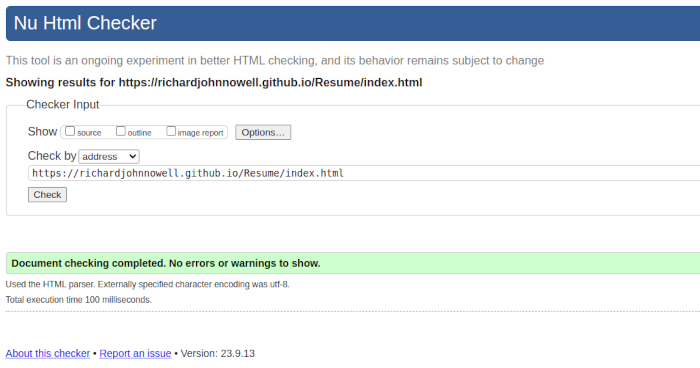 Nu Html Checker
This tool is an ongoing experiment in better HTML checking, and its behavior remains subject to change
Showing results for https://richardjohnnowell.github.io/Resume/index.html
Checker Input
Show source outline image report Options...
Check by address
https://richardjohnnowell.github.io/Resume/index.html
Check
Document checking completed. No errors or warnings to show.
Used the HTML parser. Externally specified character encoding was utf-8.
Total execution time 100 milliseconds.
About this checker • Report an issue • Version: 23.9.13